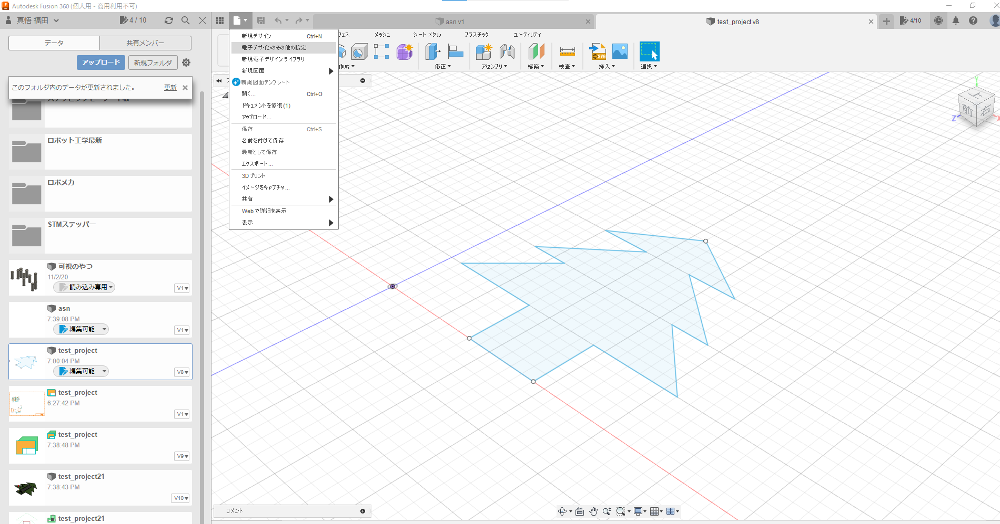 Autodesk Fusion 360 (個人用 - 商用利用不可)
真悟 福田
4 / 10
asn v1
test_project v8
4/10
データ
共有メンバー
アップロード
新規フォルダ
このフォルダ内のデータが更新されました。
更新
ロボット工学最新
ロボメカ
STMステッパー
可視のやつ
11/2/20
読み込み専用
V1
asn
7:39:08 PM
編集可能
V1
test_project
7:00:04 PM
編集可能
V8
test_project
6:27:42 PM
V1
test_project
7:38:48 PM
V9
test_project21
7:38:43 PM
V10
test_project21
新規デザイン Ctrl+N
電子デザインのその他の設定
新規電子デザイン ライブラリ
新規図面
新規図面テンプレート
開く... Ctrl+O
ドキュメントを修復(1)
アップロード...
保存 Ctrl+S
名前を付けて保存
最新として保存
エクスポート...
3D プリント
イメージをキャプチャ...
共有
Web で詳細を表示
表示
フェス
メッシュ
シート メタル
プラスチック
ユーティリティ
作成
修正
アセンブリ
構築
検査
SVG
挿入
選択
Y
上
前
右
Z
X
コメント